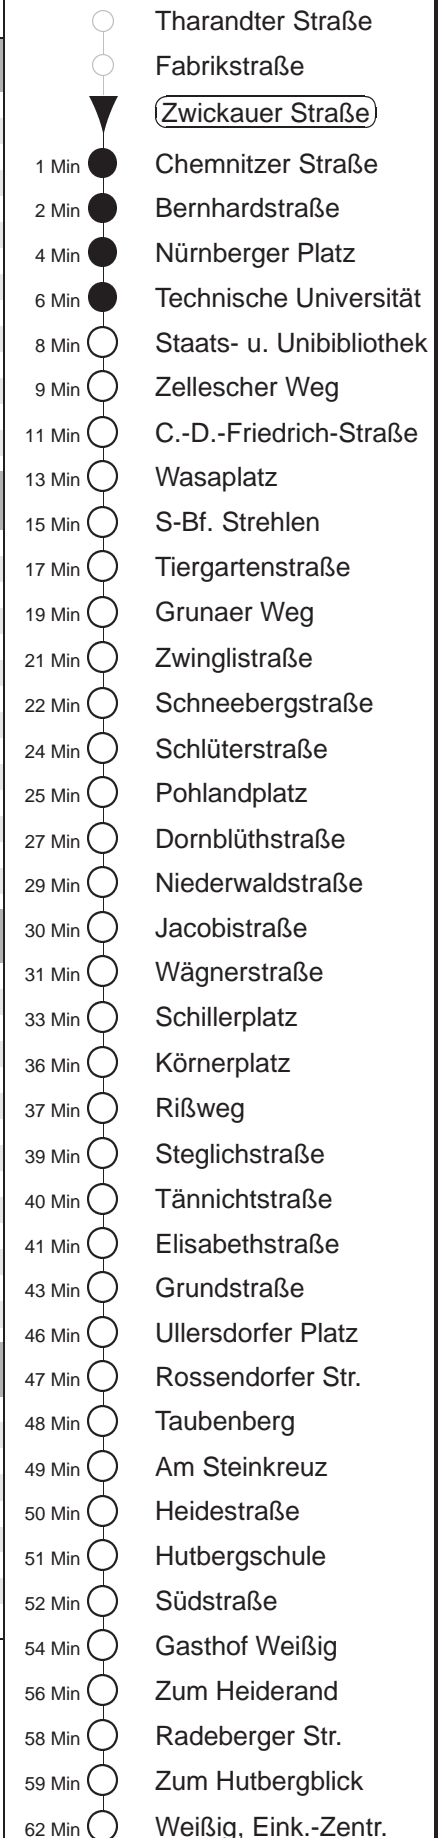 Tharandter Straße
Fabrikstraße
Zwickauer Straße
1 Min Chemnitzer Straße
2 Min Bernhardstraße
4 Min Nürnberger Platz
6 Min Technische Universität
8 Min Staats- u. Unibibliothek
9 Min Zellescher Weg
11 Min C.-D.-Friedrich-Straße
13 Min Wasaplatz
15 Min S-Bf. Strehlen
17 Min Tiergartenstraße
19 Min Grunaer Weg
21 Min Zwinglistraße
22 Min Schneebergstraße
24 Min Schlüterstraße
25 Min Pohlandplatz
27 Min Dornblüthstraße
29 Min Niederwaldstraße
30 Min Jacobistraße
31 Min Wägnerstraße
33 Min Schillerplatz
36 Min Körnerplatz
37 Min Rißweg
39 Min Steglichstraße
40 Min Tännichtstraße
41 Min Elisabethstraße
43 Min Grundstraße
46 Min Ullersdorfer Platz
47 Min Rossendorfer Str.
48 Min Taubenberg
49 Min Am Steinkreuz
50 Min Heidestraße
51 Min Hutbergschule
52 Min Südstraße
54 Min Gasthof Weißig
56 Min Zum Heiderand
58 Min Radeberger Str.
59 Min Zum Hutbergblick
62 Min Weißig, Eink.-Zentr.